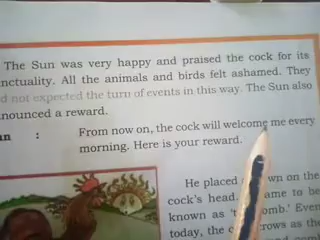 The Sun was very happy and praised the cock for its
nctuality. All the animals and birds felt ashamed. They
d not expected the turn of events in this way. The Sun also
nounced a reward.
un : From now on, the cock will welcome me every
morning. Here is your reward.
He placed wn on the
cock's head. ame to be
known as omb.' Even
today, the c rows as the